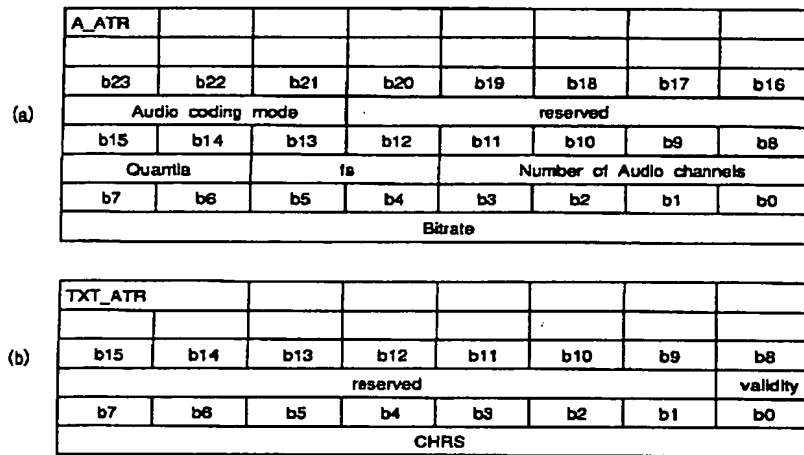 A_ATR
b23 b22 b21 b20 b19 b18 b17 b16
(a)
Audio coding mode reserved
b15 b14 b13 b12 b11 b10 b9 b8
Quantia fs Number of Audio channels
b7 b6 b5 b4 b3 b2 b1 b0
Bitrate
TXT_ATR
(b)
b15 b14 b13 b12 b11 b10 b9 b8
reserved validity
b7 b6 b5 b4 b3 b2 b1 b0
CHRS